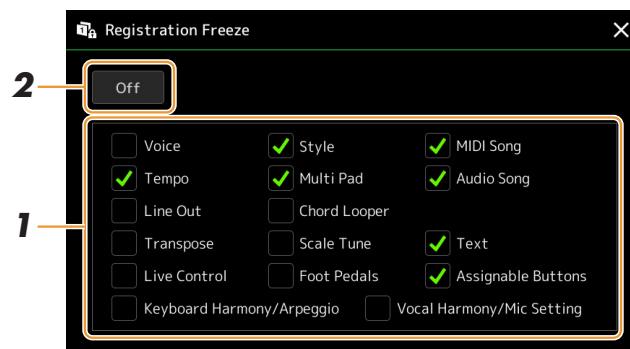 Registration Freeze
2
Off
Voice Style MIDI Song
Tempo Multi Pad Audio Song
1
Line Out Chord Looper
Transpose Scale Tune Text
Live Control Foot Pedals Assignable Buttons
Keyboard Harmony/Arpeggio Vocal Harmony/Mic Setting